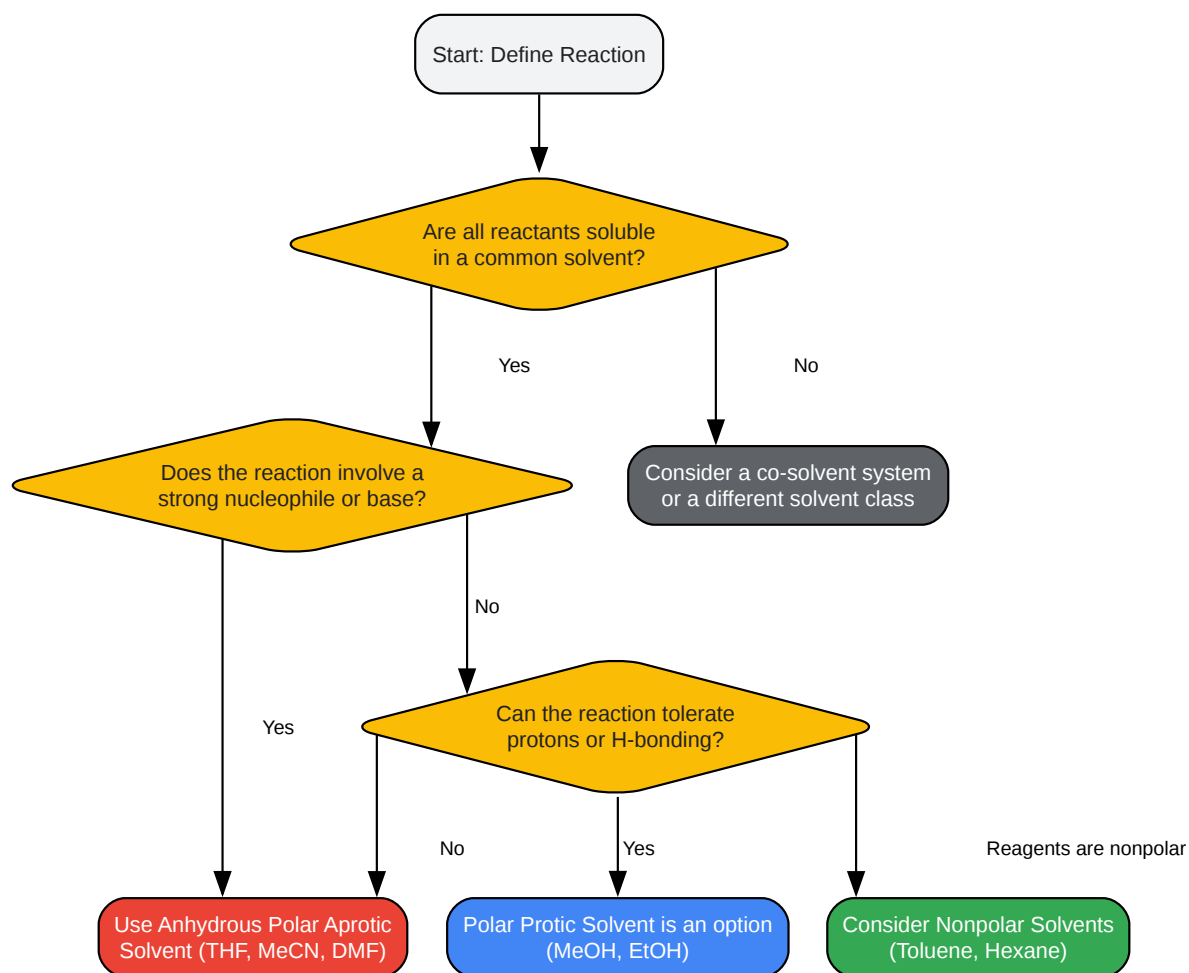 Start: Define Reaction
Are all reactants soluble
in a common solvent?
Yes
No
Does the reaction involve a
strong nucleophile or base?
Consider a co-solvent system
or a different solvent class
No
Yes
Can the reaction tolerate
protons or H-bonding?
No
Yes
Reagents are nonpolar
Use Anhydrous Polar Aprotic
Solvent (THF, MeCN, DMF)
Polar Protic Solvent is an option
(MeOH, EtOH)
Consider Nonpolar Solvents
(Toluene, Hexane)